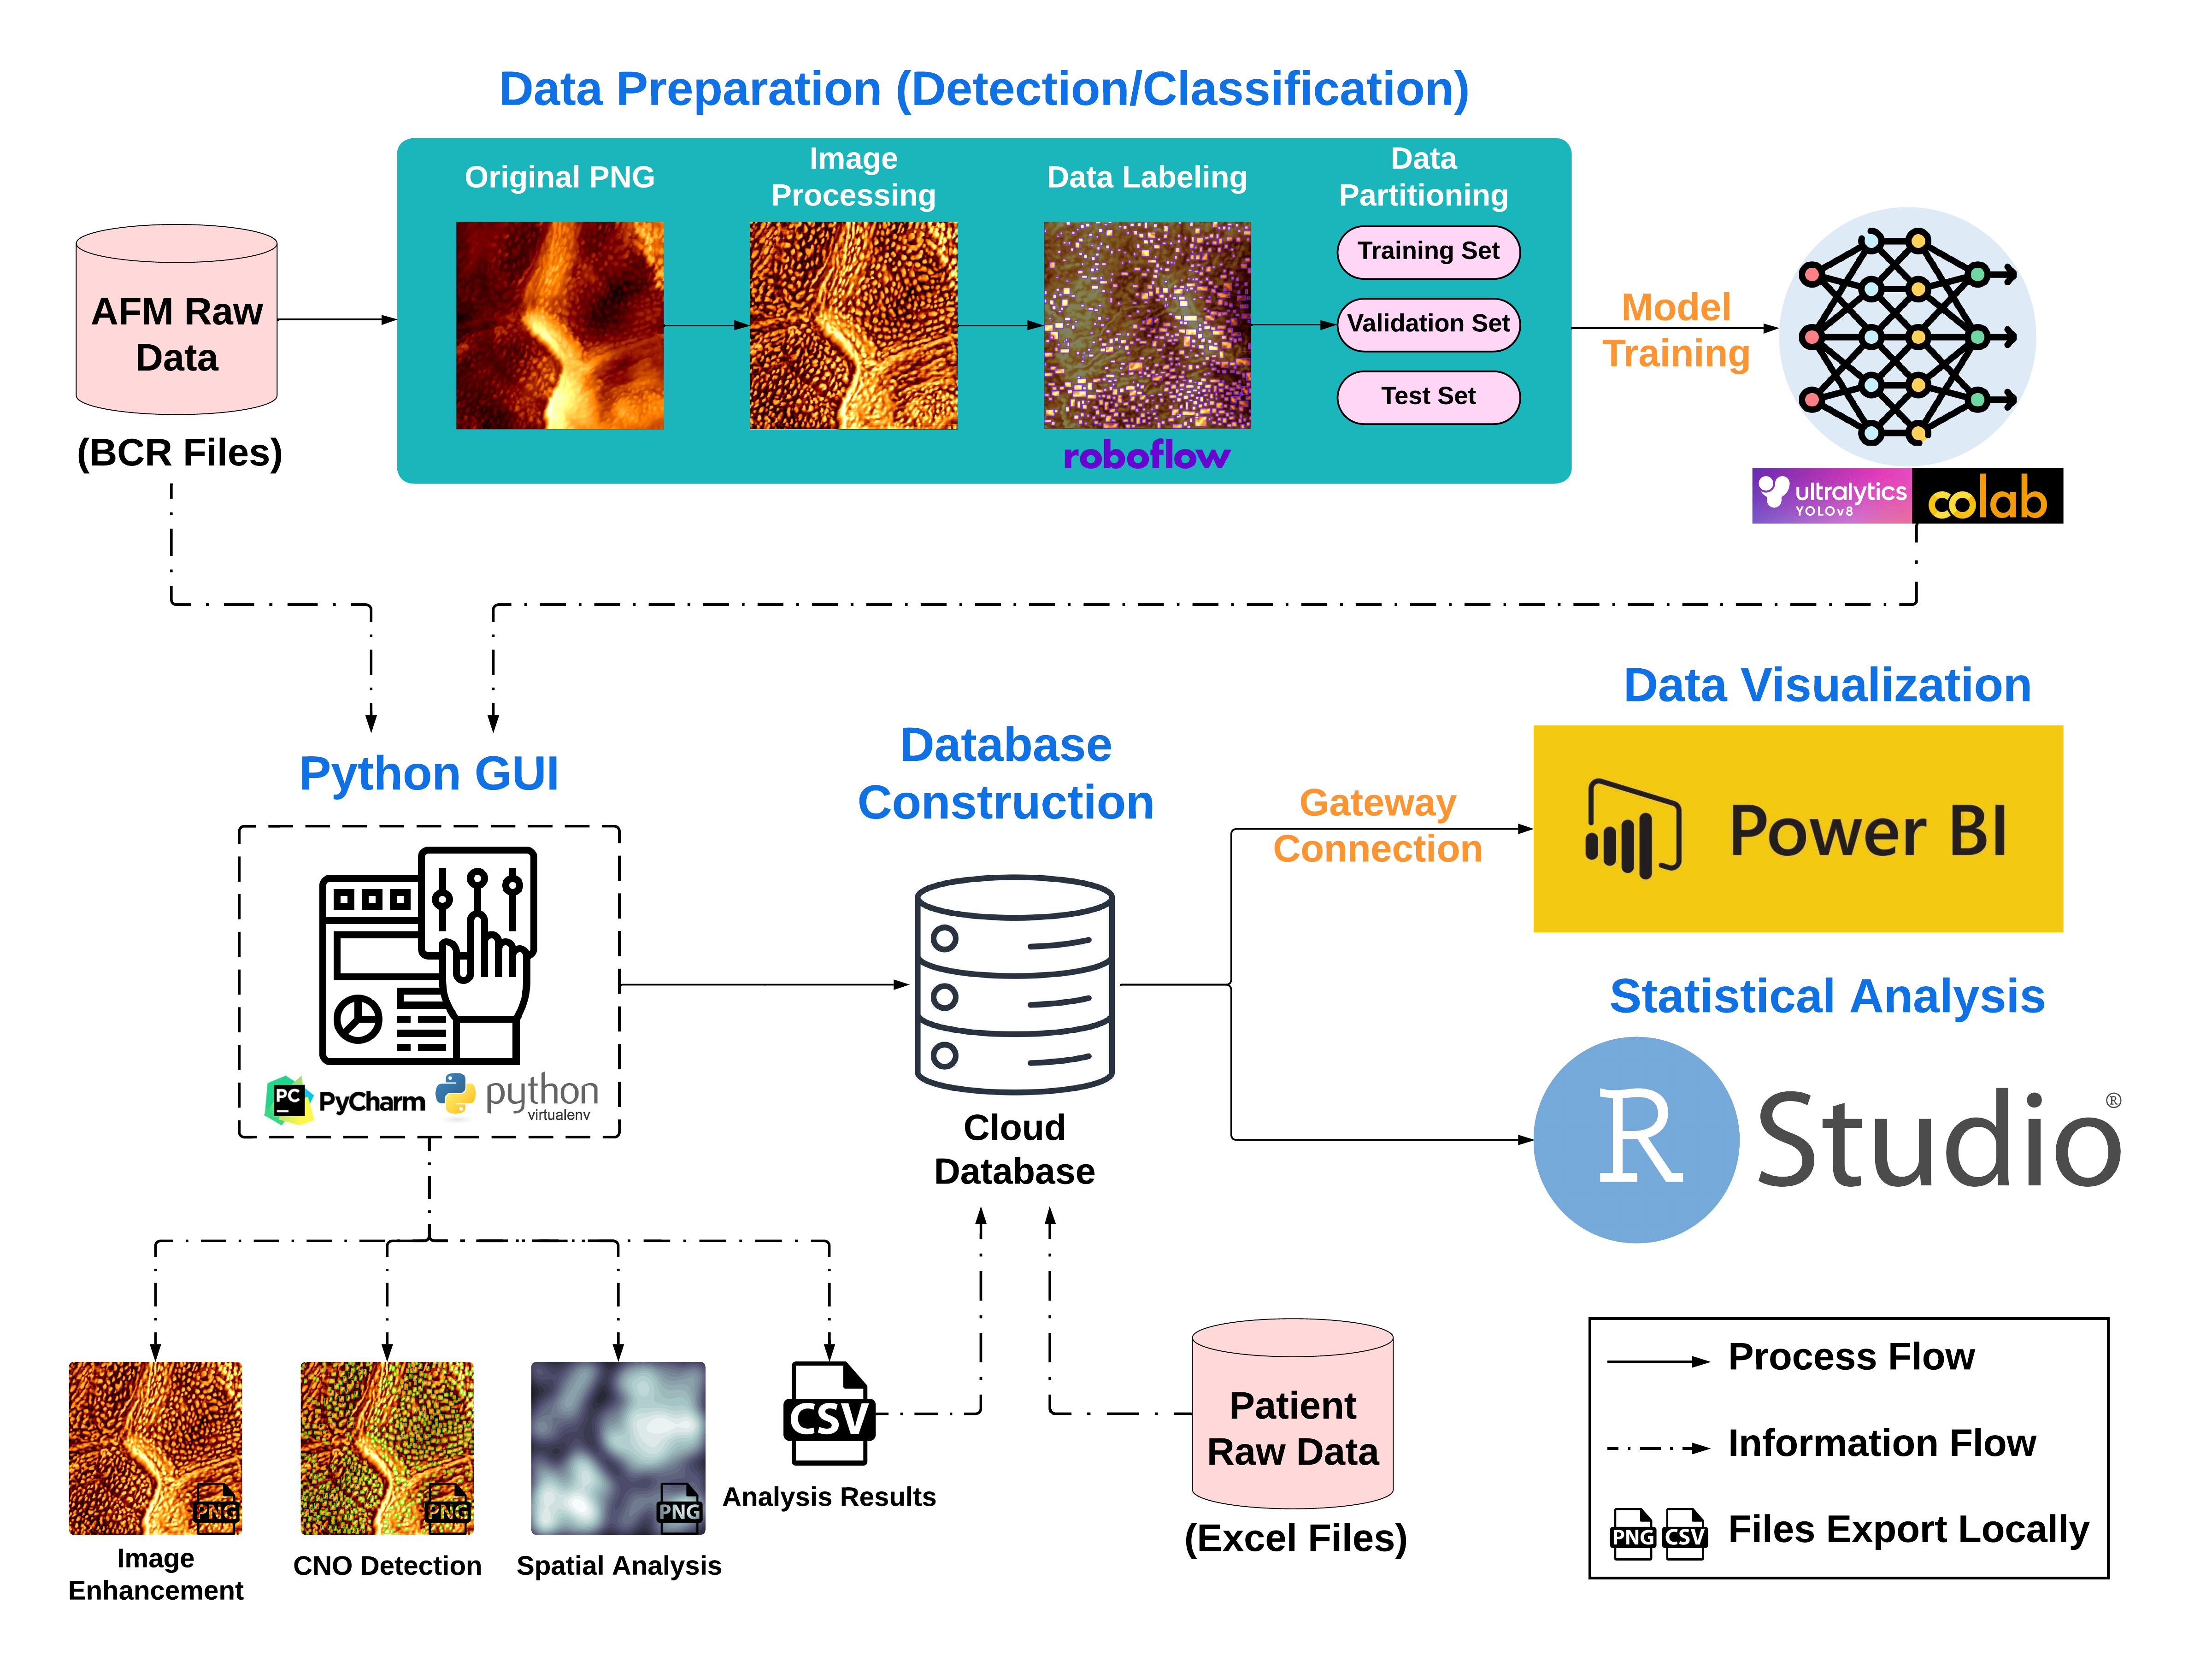 Data Preparation (Detection/Classification)
Original PNG
Image
Processing
Data Labeling
Data
Partitioning
Training Set
Validation Set
Test Set
roboflow
AFM Raw
Data
(BCR Files)
Model
Training
ultralytics
YOLOv8
colab
Python GUI
PC
PyCharm
python
virtualenv
Database
Construction
Cloud
Database
Gateway
Connection
Data Visualization
Power BI
Statistical Analysis
R Studio®
PNG
Image
Enhancement
PNG
CNO Detection
PNG
Spatial Analysis
CSV
Analysis Results
Patient
Raw Data
(Excel Files)
Process Flow
Information Flow
PNG CSV Files Export Locally